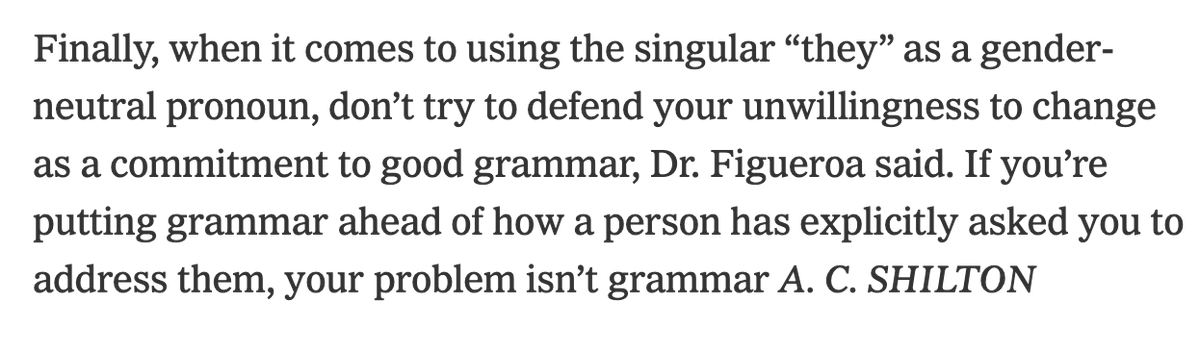 Finally, when it comes to using the singular “they” as a gender-
neutral pronoun, don’t try to defend your unwillingness to change
as a commitment to good grammar, Dr. Figueroa said. If you’re
putting grammar ahead of how a person has explicitly asked you to
address them, your problem isn’t grammar A. C. SHILTON